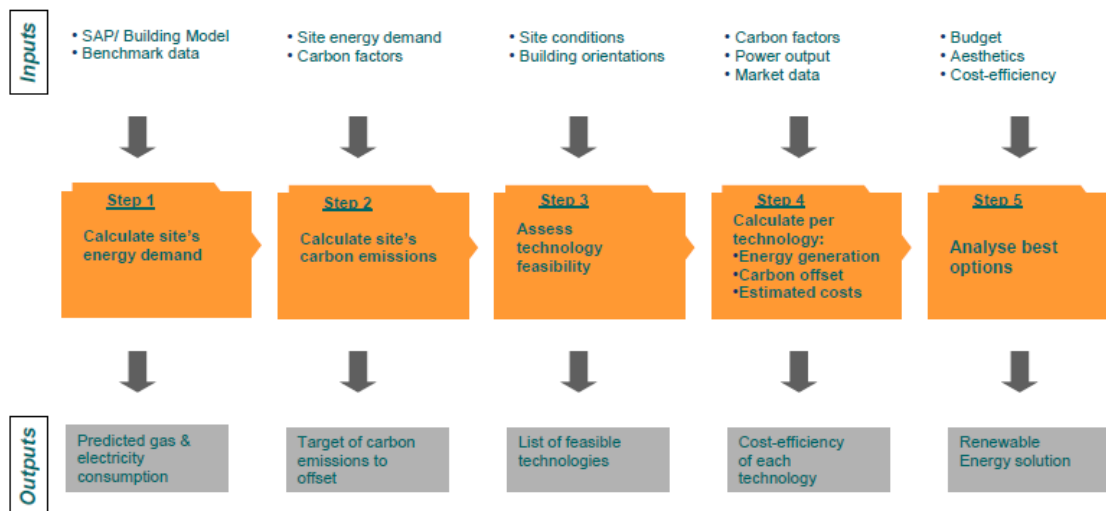 Inputs
• SAP/ Building Model
• Benchmark data
• Site energy demand
• Carbon factors
• Site conditions
• Building orientations
• Carbon factors
• Power output
• Market data
• Budget
• Aesthetics
• Cost-efficiency
Step 1
Calculate site's
energy demand
Step 2
Calculate site's
carbon emissions
Step 3
Assess
technology
feasibility
Step 4
Calculate per
technology:
•Energy generation
•Carbon offset
•Estimated costs
Step 5
Analyse best
options
Outputs
Predicted gas &
electricity
consumption
Target of carbon
emissions to
offset
List of feasible
technologies
Cost-efficiency
of each
technology
Renewable
Energy solution